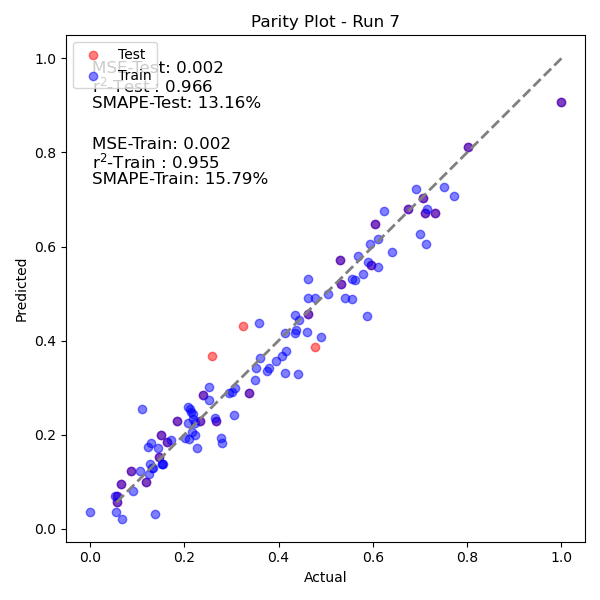 Parity Plot - Run 7
Test
Train
MSE-Test: 0.002
r²-Test : 0.966
SMAPE-Test: 13.16%
MSE-Train: 0.002
r²-Train : 0.955
SMAPE-Train: 15.79%
Predicted
1.0
0.8
0.6
0.4
0.2
0.0
0.0 0.2 0.4 0.6 0.8 1.0
Actual